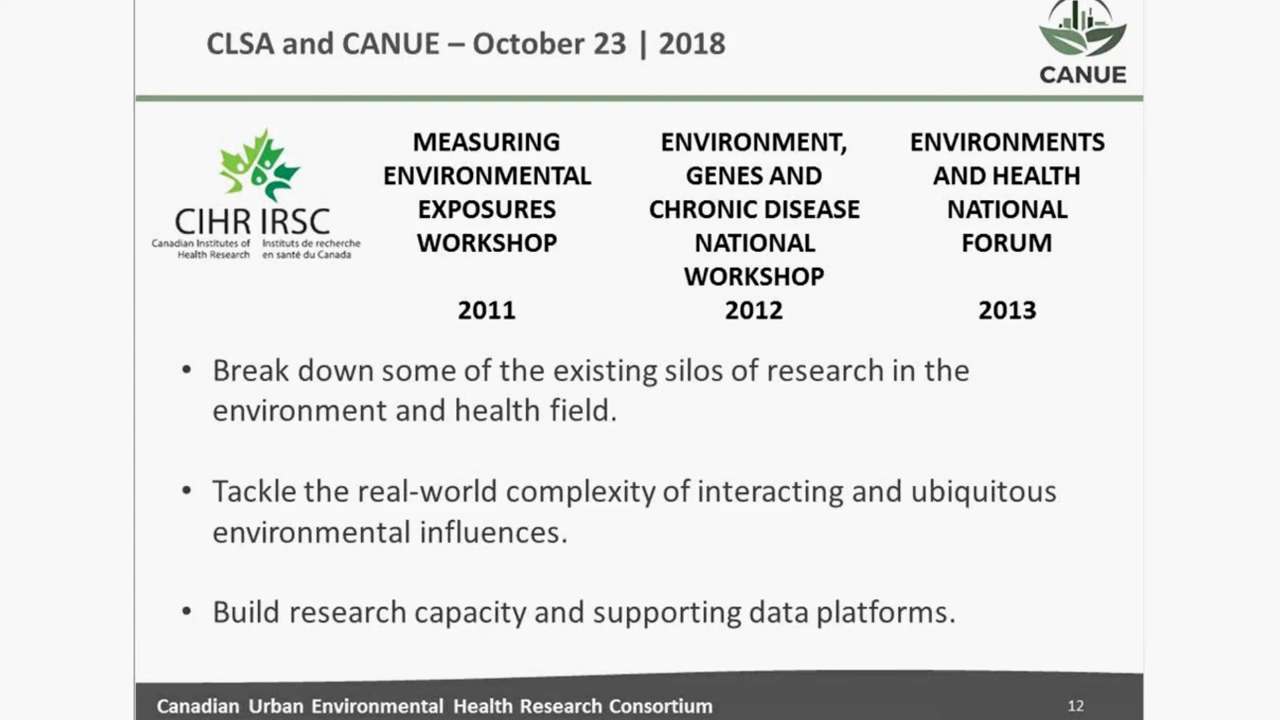 CLSA and CANUE – October 23 | 2018
CANUE
CIHR IRSC
Canadian Institutes of Health Research
Instituts de recherche en santé du Canada
MEASURING
ENVIRONMENTAL
EXPOSURES
WORKSHOP
2011
ENVIRONMENT,
GENES AND
CHRONIC DISEASE
NATIONAL
WORKSHOP
2012
ENVIRONMENTS
AND HEALTH
NATIONAL
FORUM
2013
• Break down some of the existing silos of research in the
environment and health field.
• Tackle the real-world complexity of interacting and ubiquitous
environmental influences.
• Build research capacity and supporting data platforms.
Canadian Urban Environmental Health Research Consortium
12